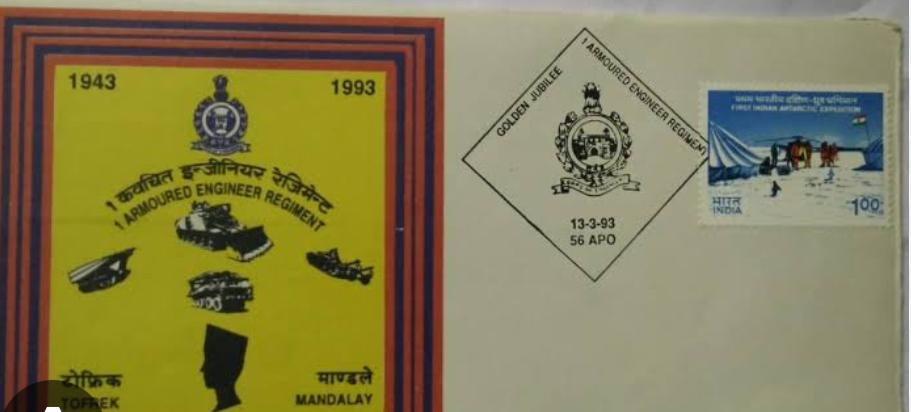 1943
1993
1 कवचित इन्जीनियर रेजिमेन्ट
1 ARMOURED ENGINEER REGIMENT
टोफ्रिक
माण्डले
TOFREK
MANDALAY
GOLDEN JUBILEE
1 ARMOURED ENGINEER REGIMENT
13-3-93
56 APO
प्रथम भारतीय दक्षिण-ध्रुव अभियान
FIRST INDIAN ANTARCTIC EXPEDITION
भारत
INDIA
100